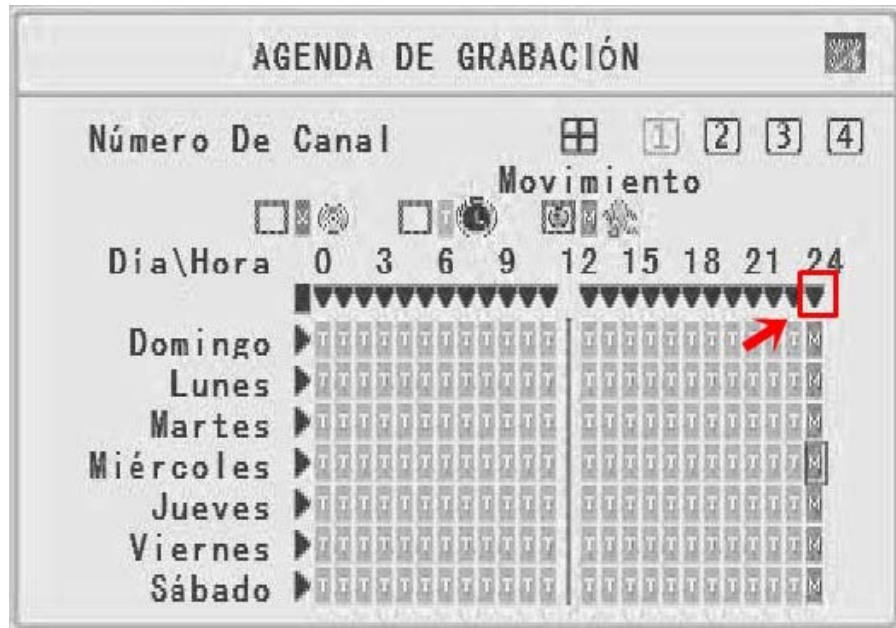 AGENDA DE GRABACIÓN
Número De Canal 1 2 3 4
Movimiento
T M
Día\Hora 0 3 6 9 12 15 18 21 24
Domingo T T T T T T T T T T T T T T T T T T T T T T T M
Lunes T T T T T T T T T T T T T T T T T T T T T T T M
Martes T T T T T T T T T T T T T T T T T T T T T T T M
Miércoles T T T T T T T T T T T T T T T T T T T T T T T M
Jueves T T T T T T T T T T T T T T T T T T T T T T T M
Viernes T T T T T T T T T T T T T T T T T T T T T T T M
Sábado T T T T T T T T T T T T T T T T T T T T T T T M